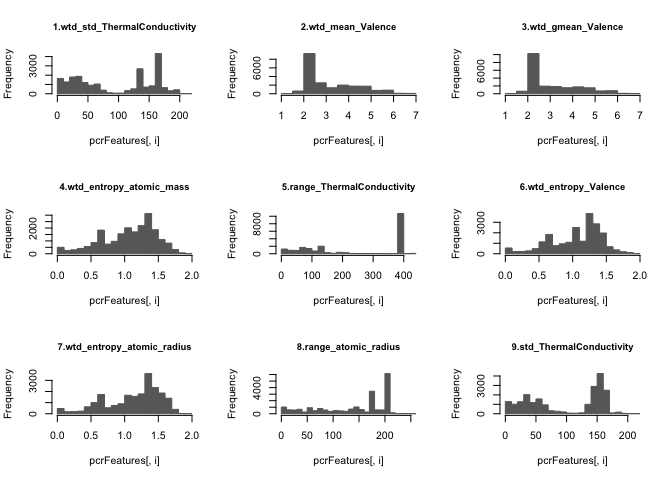 1.wtd_std_ThermalConductivity
Frequency
0 3000
0 50 100 150 200
pcrFeatures[, i]
2.wtd_mean_Valence
Frequency
0 6000
1 2 3 4 5 6 7
pcrFeatures[, i]
3.wtd_gmean_Valence
Frequency
0 6000
1 2 3 4 5 6 7
pcrFeatures[, i]
4.wtd_entropy_atomic_mass
Frequency
0 2000
0.0 0.5 1.0 1.5 2.0
pcrFeatures[, i]
5.range_ThermalConductivity
Frequency
0 8000
0 100 200 300 400
pcrFeatures[, i]
6.wtd_entropy_Valence
Frequency
0 3000
0.0 0.5 1.0 1.5 2.0
pcrFeatures[, i]
7.wtd_entropy_atomic_radius
Frequency
0 3000
0.0 0.5 1.0 1.5 2.0
pcrFeatures[, i]
8.range_atomic_radius
Frequency
0 4000
0 50 100 200
pcrFeatures[, i]
9.std_ThermalConductivity
Frequency
0 3000
0 50 100 150 200
pcrFeatures[, i]